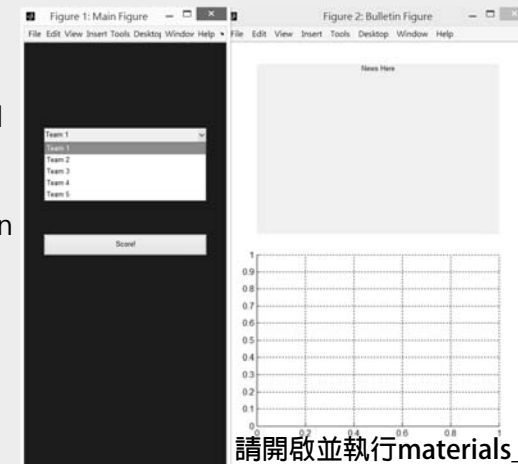 Figure 1: Main Figure
File Edit View Insert Tools Desktop Window Help
Team 1
Team 1
Team 2
Team 3
Team 4
Team 5
Score!
Figure 2: Bulletin Figure
File Edit View Insert Tools Desktop Window Help
News Here
1
0.9
0.8
0.7
0.6
0.5
0.4
0.3
0.2
0.1
0
0 0.2 0.4 0.6 0.8 1
請開啟並執行materials_